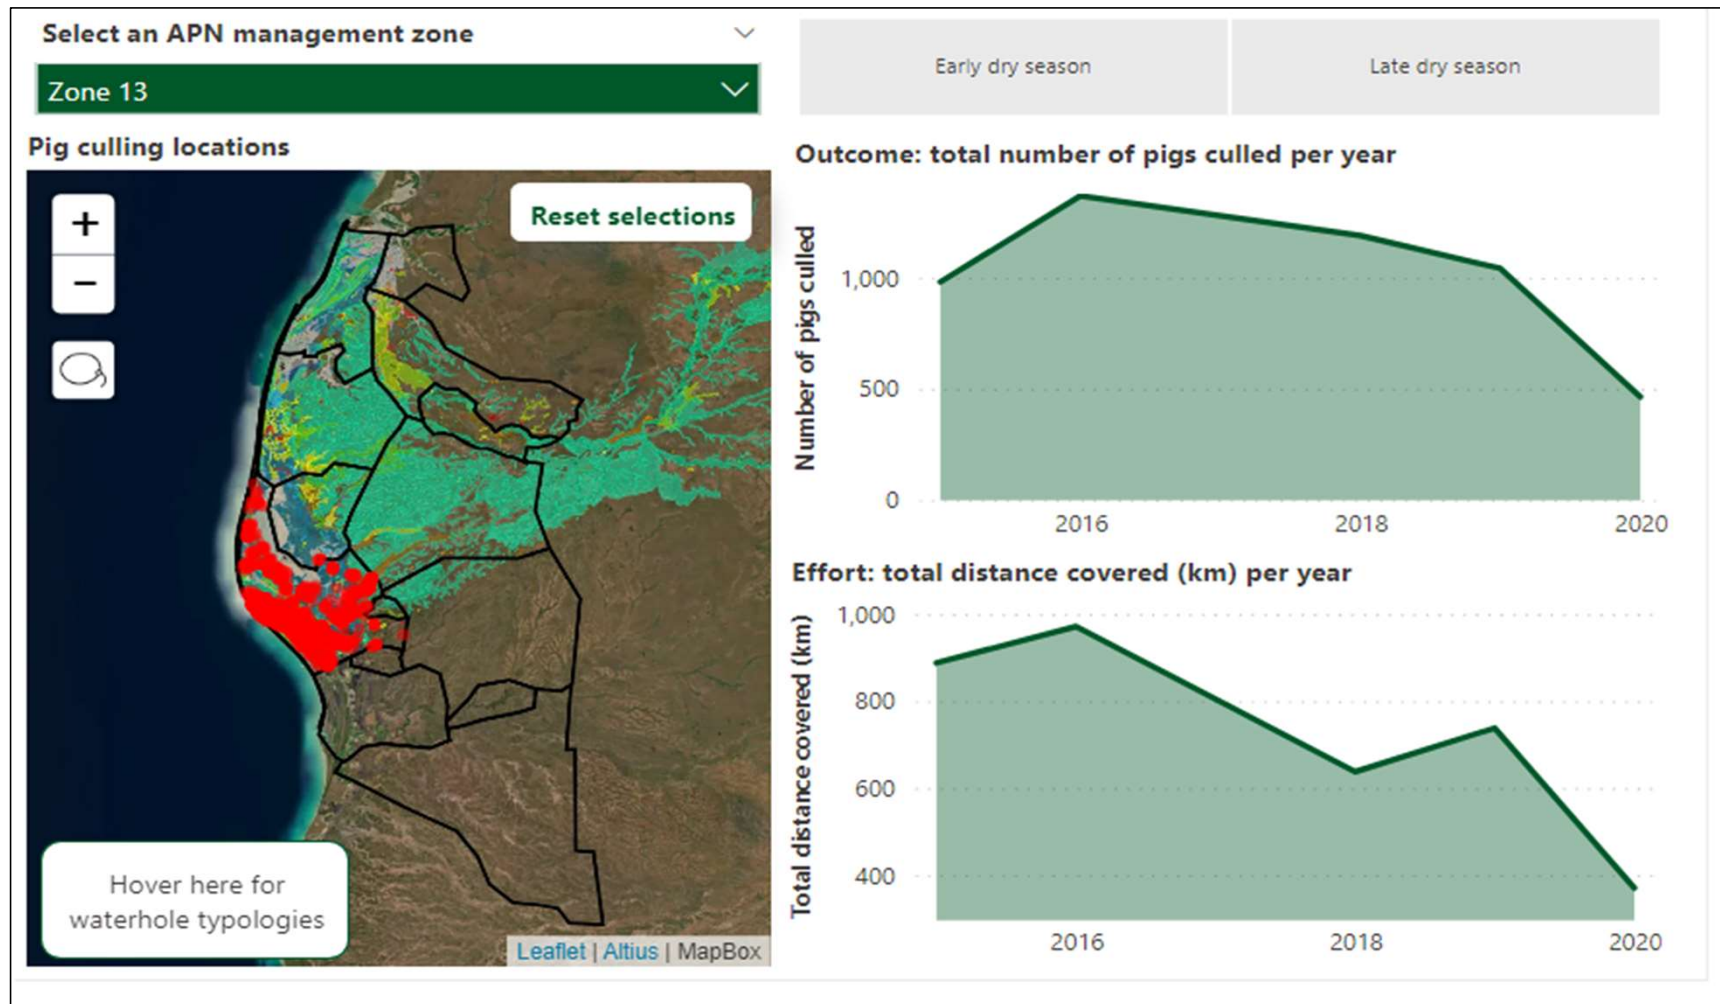 Select an APN management zone
Zone 13
Pig culling locations
+
−
Reset selections
Hover here for
waterhole typologies
Leaflet | Altius | MapBox
Early dry season
Late dry season
Outcome: total number of pigs culled per year
Number of pigs culled
1,000
500
0
2016
2018
2020
Effort: total distance covered (km) per year
Total distance covered (km)
1,000
800
600
400
2016
2018
2020